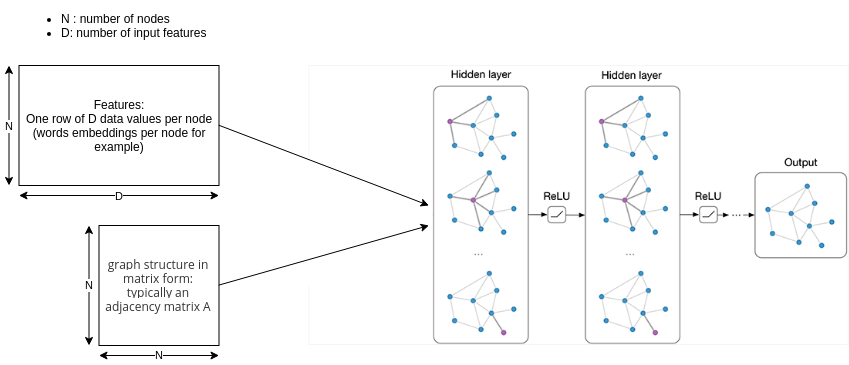 N : number of nodes
D: number of input features
Features:
One row of D data values per node
(words embeddings per node for
example)
N
D
graph structure in
matrix form:
typically an
adjacency matrix A
N
N
Hidden layer
...
ReLU
Hidden layer
...
ReLU
...
Output